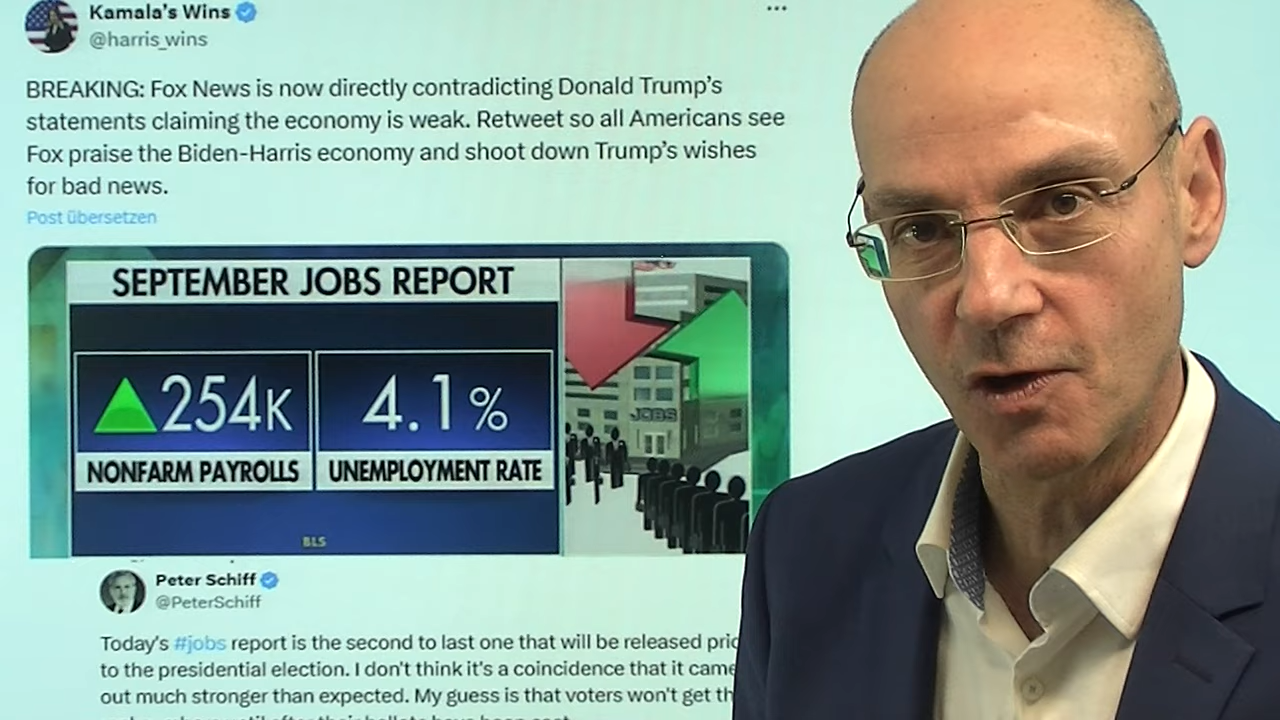 Kamala's Wins
@harris_wins
BREAKING: Fox News is now directly contradicting Donald Trump's
statements claiming the economy is weak. Retweet so all Americans see
Fox praise the Biden-Harris economy and shoot down Trump's wishes
for bad news.
Post übersetzen
SEPTEMBER JOBS REPORT
254K
4.1%
NONFARM PAYROLLS
UNEMPLOYMENT RATE
JOBS
BLS
Peter Schiff
@PeterSchiff
Today's #jobs report is the second to last one that will be released
to the presidential election. I don't think it's a coincidence that it came
out much stronger than expected. My guess is that voters won't get